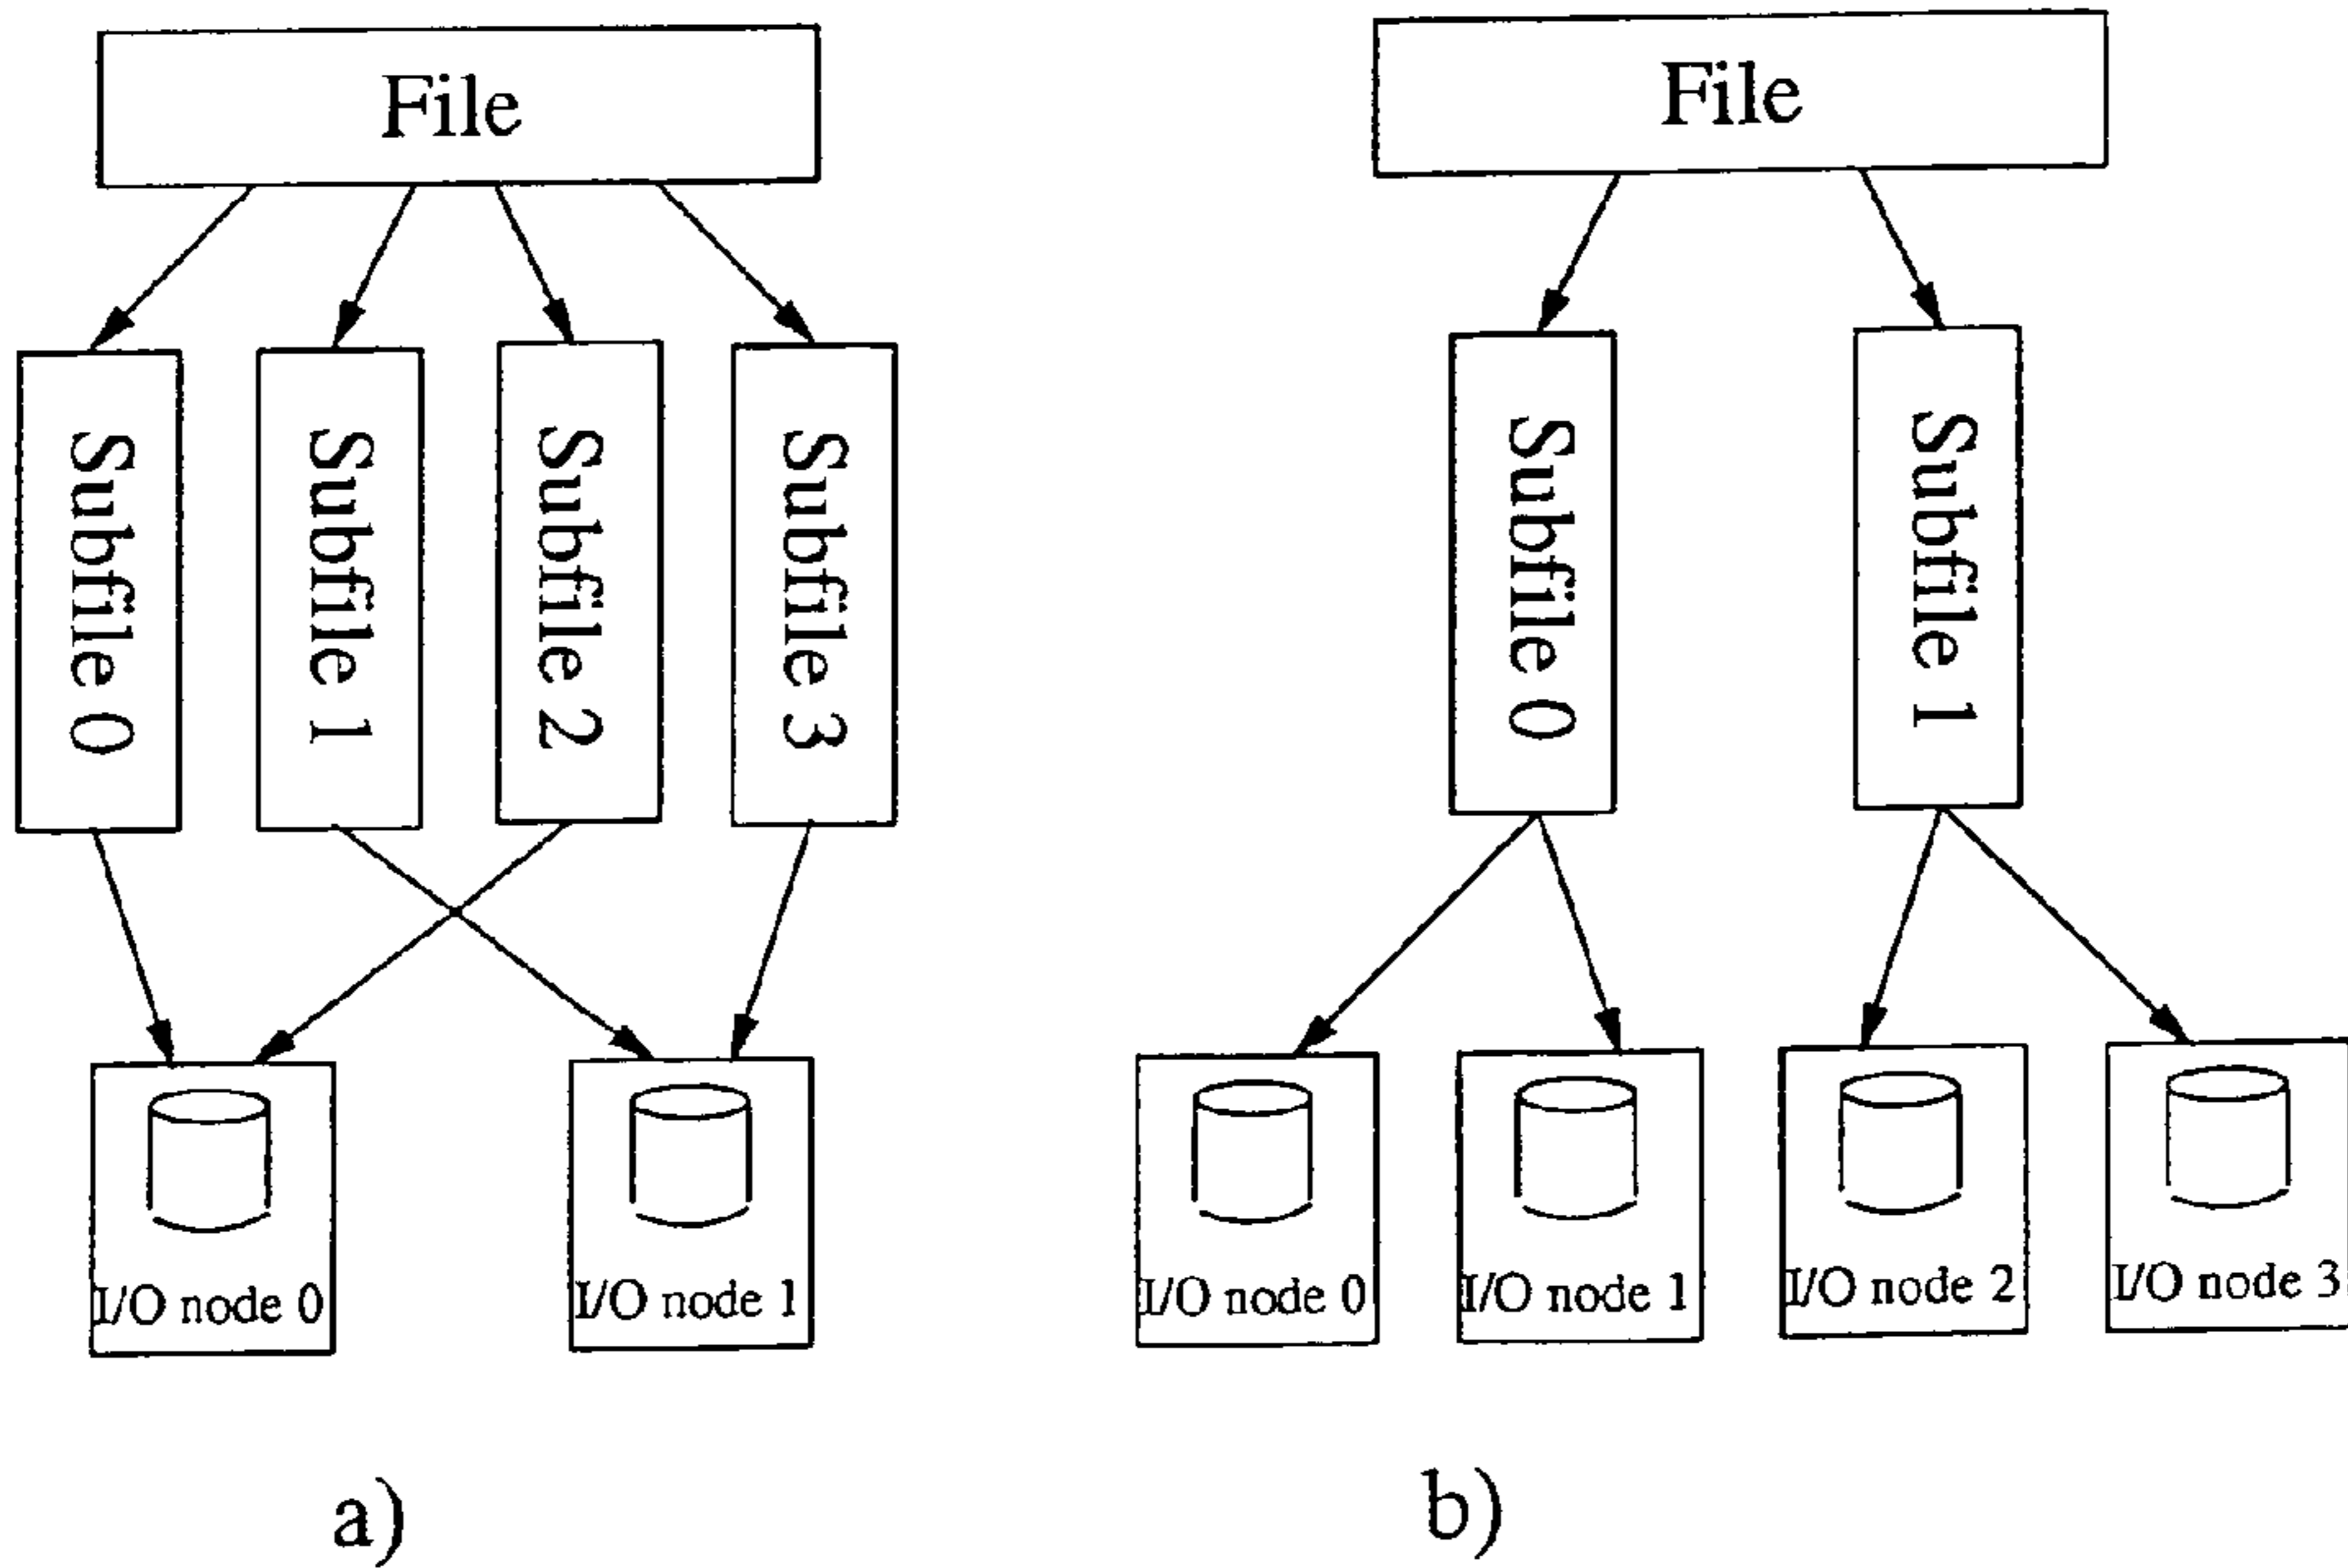 File
Subfile 0
Subfile 1
Subfile 2
Subfile 3
I/O node 0
I/O node 1
a)
File
Subfile 0
Subfile 1
I/O node 0
I/O node 1
I/O node 2
I/O node 3
b)